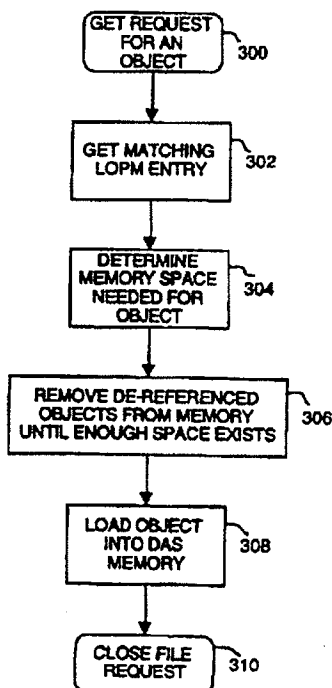 GET REQUEST
FOR AN
OBJECT
300
GET MATCHING
LOPM ENTRY
302
DETERMINE
MEMORY SPACE
NEEDED FOR
OBJECT
304
REMOVE DE-REFERENCED
OBJECTS FROM MEMORY
UNTIL ENOUGH SPACE EXISTS
306
LOAD OBJECT
INTO DAS
MEMORY
308
CLOSE FILE
REQUEST
310